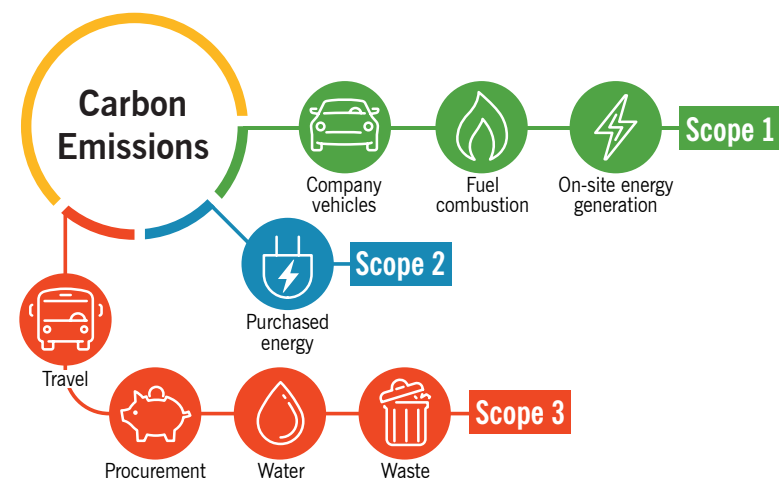 Carbon
Emissions
Company
vehicles
Fuel
combustion
On-site energy
generation
Scope 1
Purchased
energy
Scope 2
Travel
Procurement
Water
Waste
Scope 3